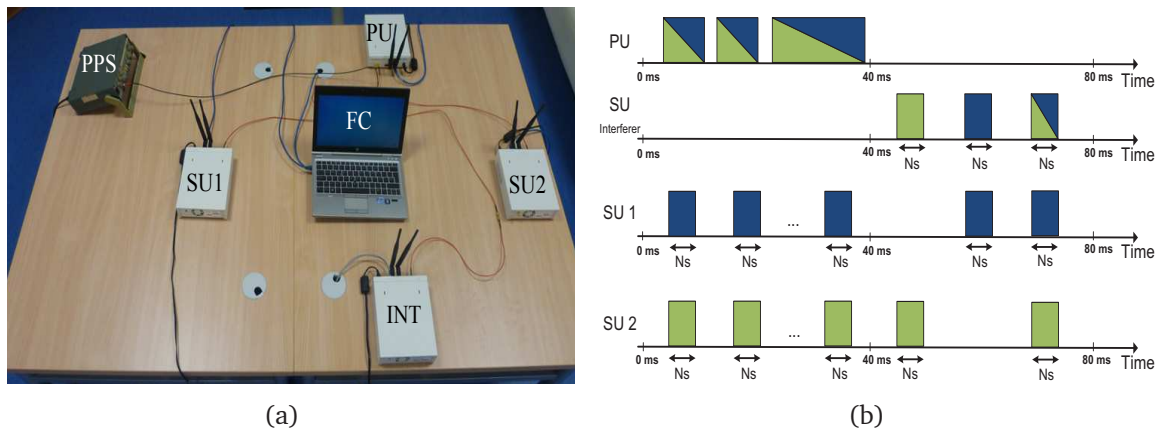 PPS
PU
FC
SU1
SU2
INT
(a)
PU
0 ms
40 ms
80 ms
Time
SU
Interferer
0 ms
40 ms
Ns
Ns
Ns
80 ms
Time
SU 1
...
0 ms
Ns
Ns
Ns
40 ms
Ns
Ns
80 ms
Time
SU 2
...
0 ms
Ns
Ns
Ns
40 ms
Ns
Ns
80 ms
Time
(b)